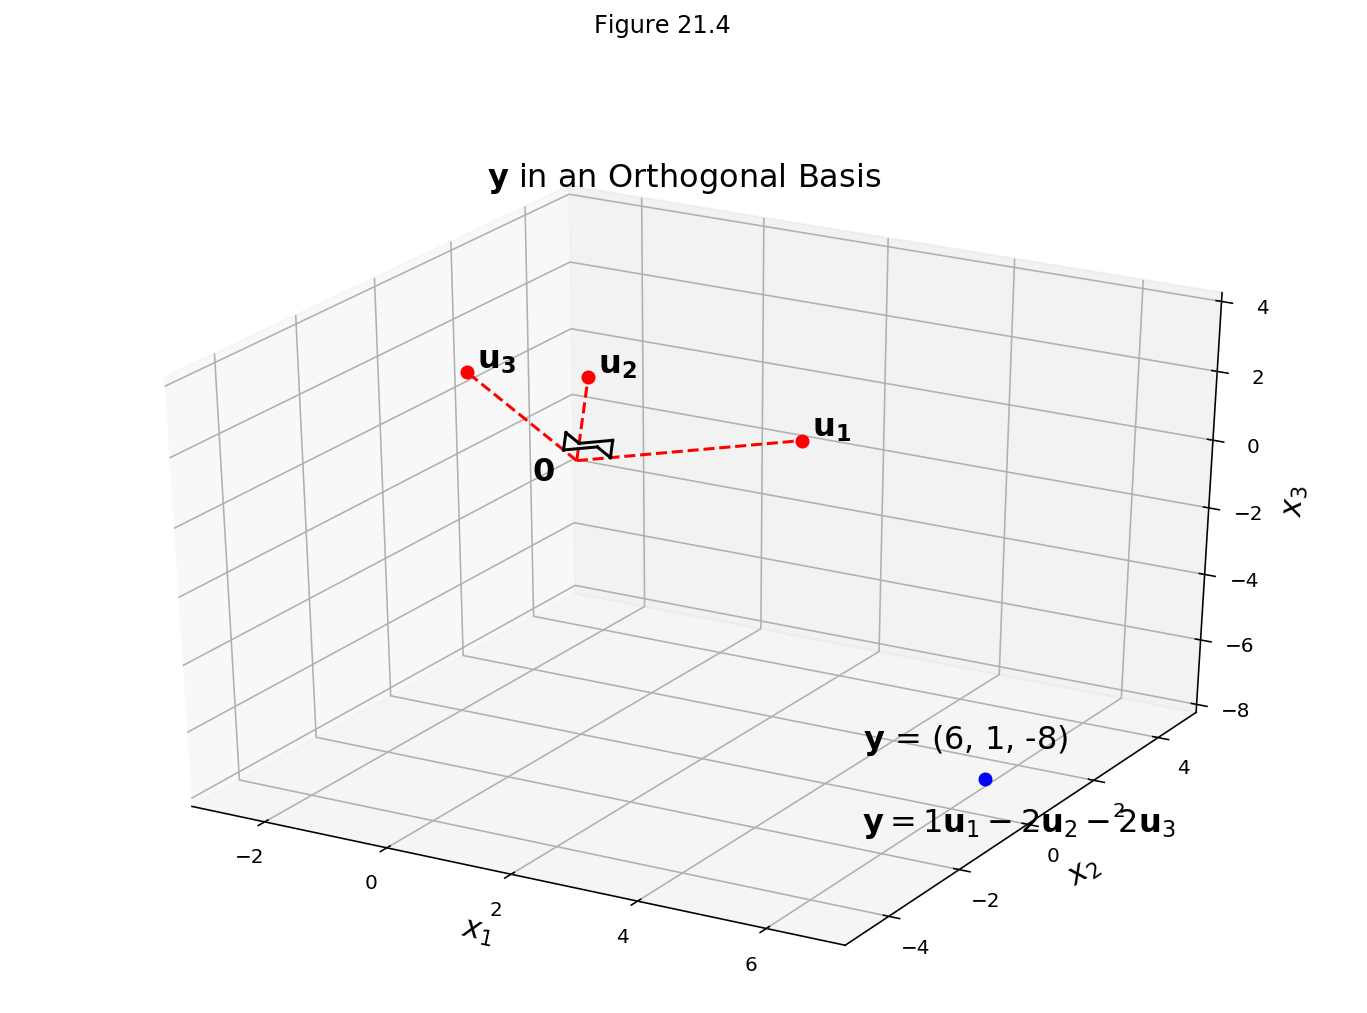 Figure 21.4
y in an Orthogonal Basis
4
2
0
−2
−4
−6
−8
x₃
u₃
u₂
u₁
0
y = (6, 1, -8)
y = 1u₁ − 2u₂ − 2u₃
4
2
0
−2
−4
x₂
−2
0
2
4
6
x₁